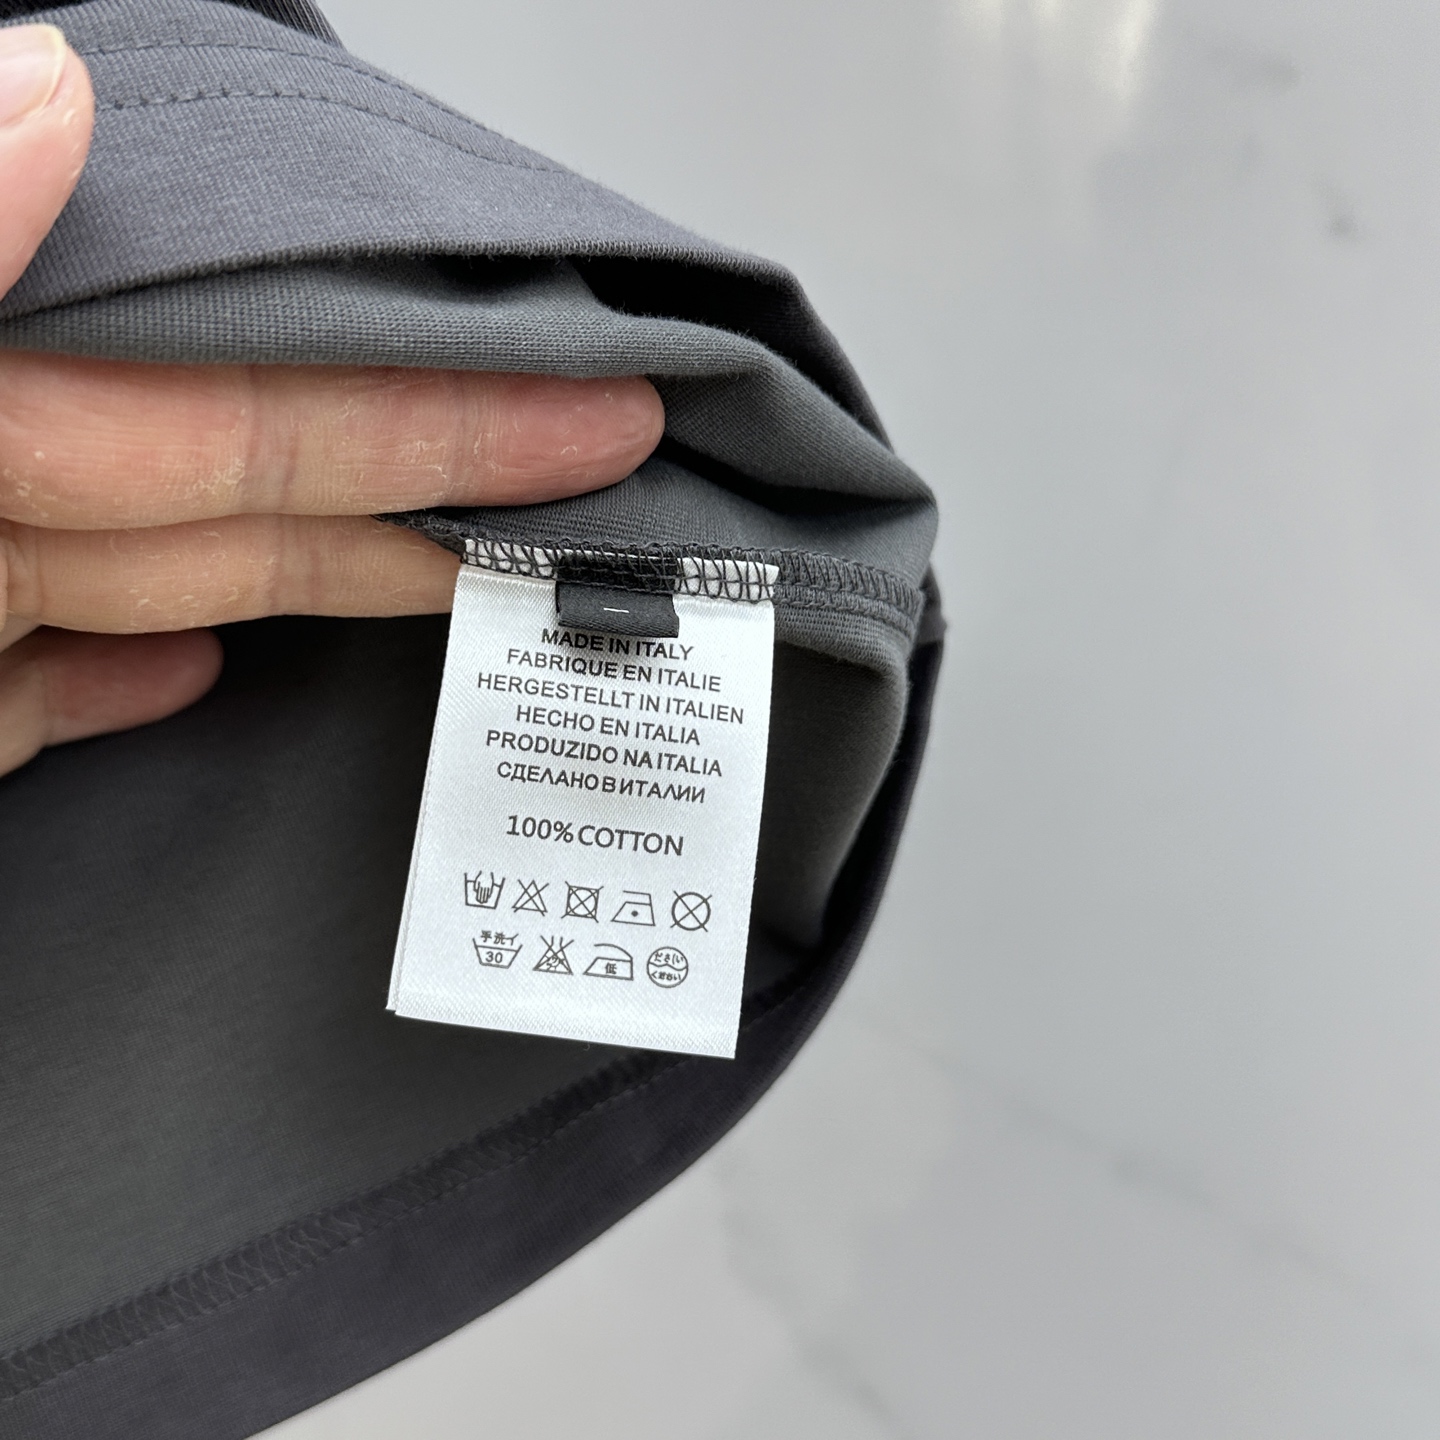 MADE IN ITALY
FABRIQUE EN ITALIE
HERGESTELLT IN ITALIEN
HECHO EN ITALIA
PRODUZIDO NA ITALIA
СДЕЛАНО В ИТАЛИИ
100% COTTON
手洗イ
30
低